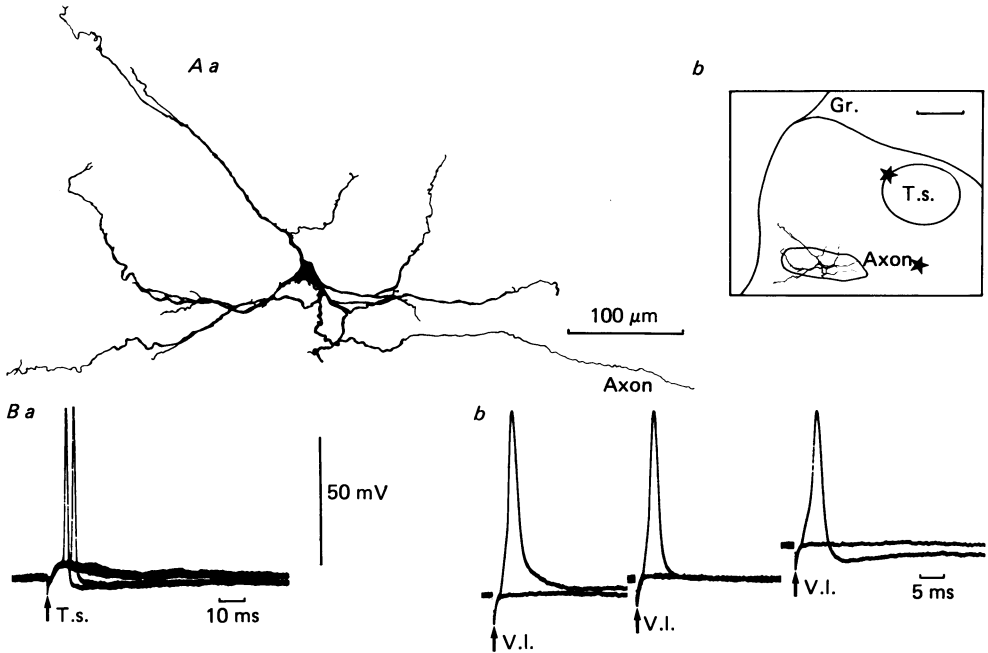 A a
b
Gr.
T.s.
Axon
100 μm
Axon
B a
b
50 mV
10 ms
T.s.
V.l.
V.l.
V.l.
5 ms